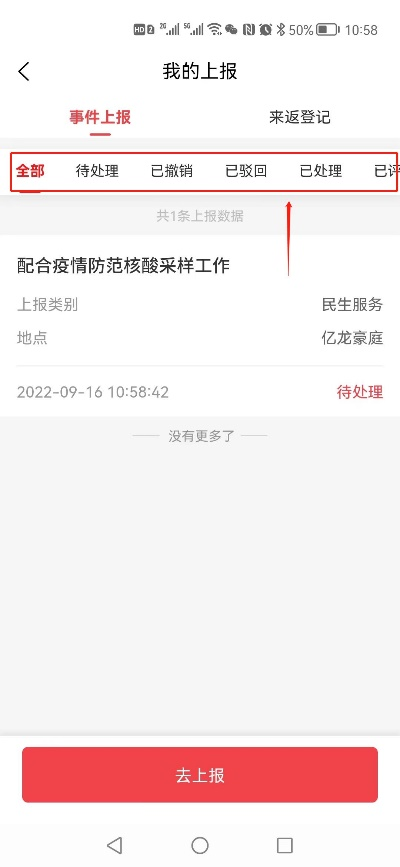 HD 2 2G 5G N 50% 10:58
我的上报
事件上报 来返登记
全部 待处理 已撤销 已驳回 已处理 已评
共1条上报数据
配合疫情防范核酸采样工作
上报类别 民生服务
地点 亿龙豪庭
2022-09-16 10:58:42 待处理
没有更多了
去上报